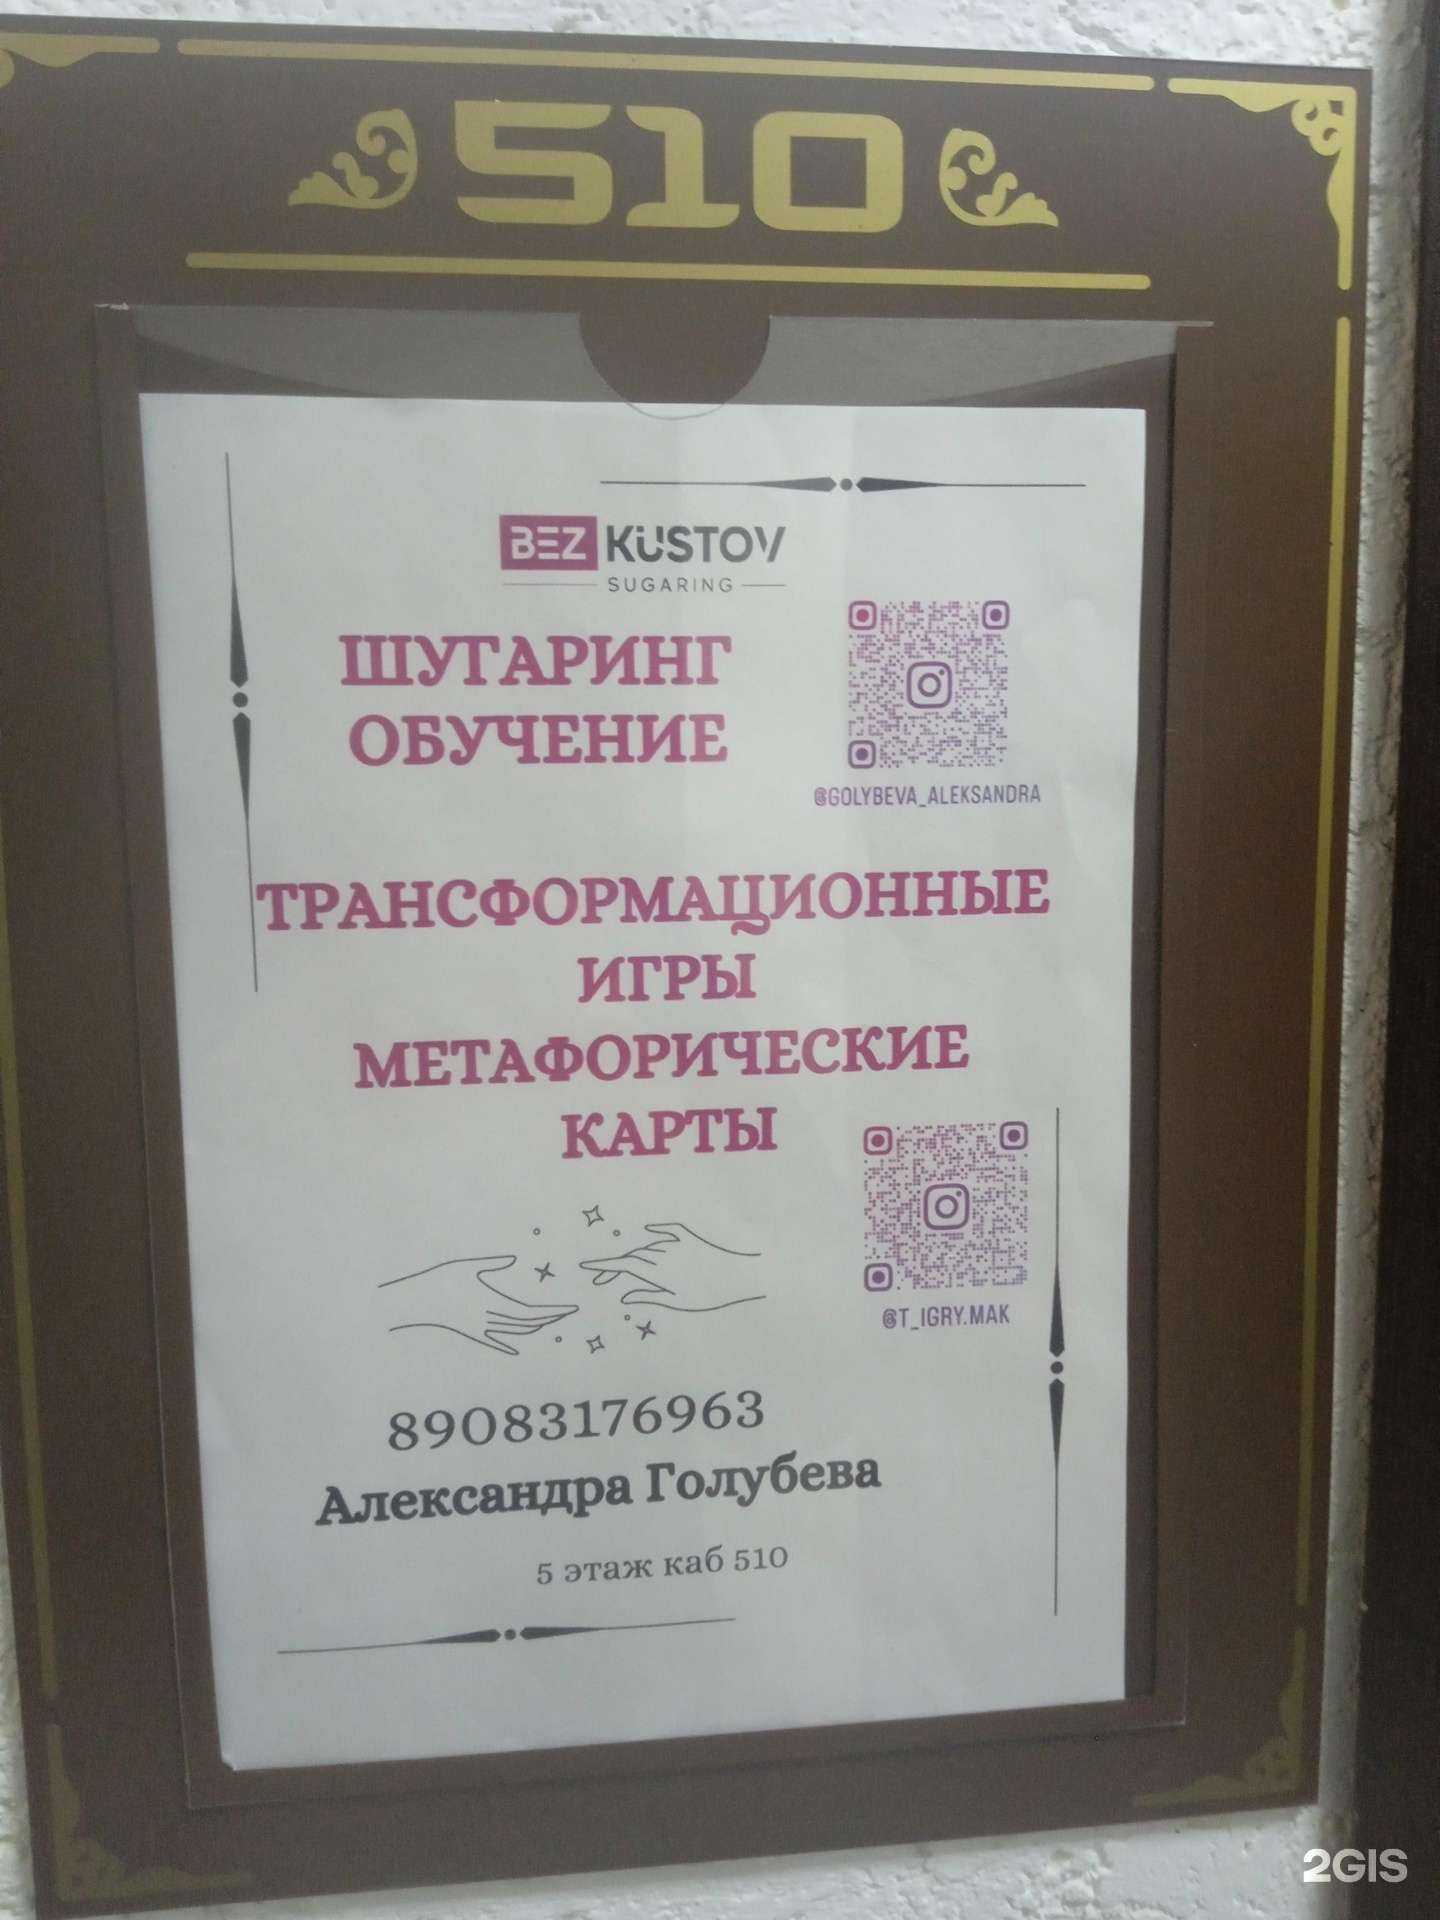 510
BEZ KUSTOV
SUGARING
ШУГАРИНГ
ОБУЧЕНИЕ
@GOLYBEVA_ALEKSANDRA
ТРАНСФОРМАЦИОННЫЕ
ИГРЫ
МЕТАФОРИЧЕСКИЕ
КАРТЫ
@T_IGRY.MAK
89083176963
Александра Голубева
5 этаж каб 510
2GIS